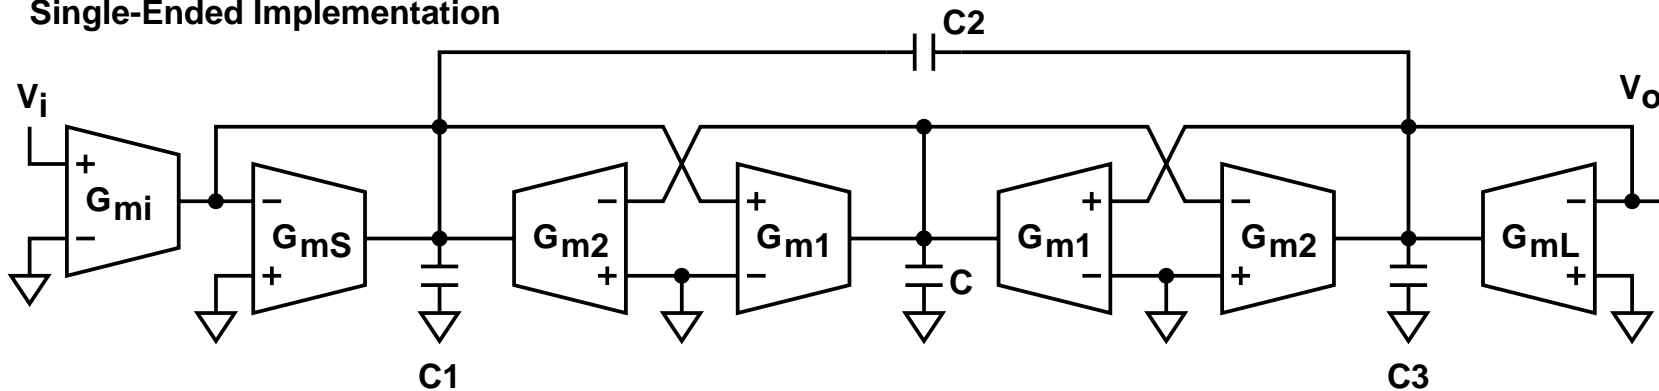 Single-Ended Implementation
C2
Vi
Vo
+
−
Gmi
−
+
GmS
−
+
Gm2
+
−
Gm1
C
+
−
Gm1
−
+
Gm2
−
+
GmL
C1
C3